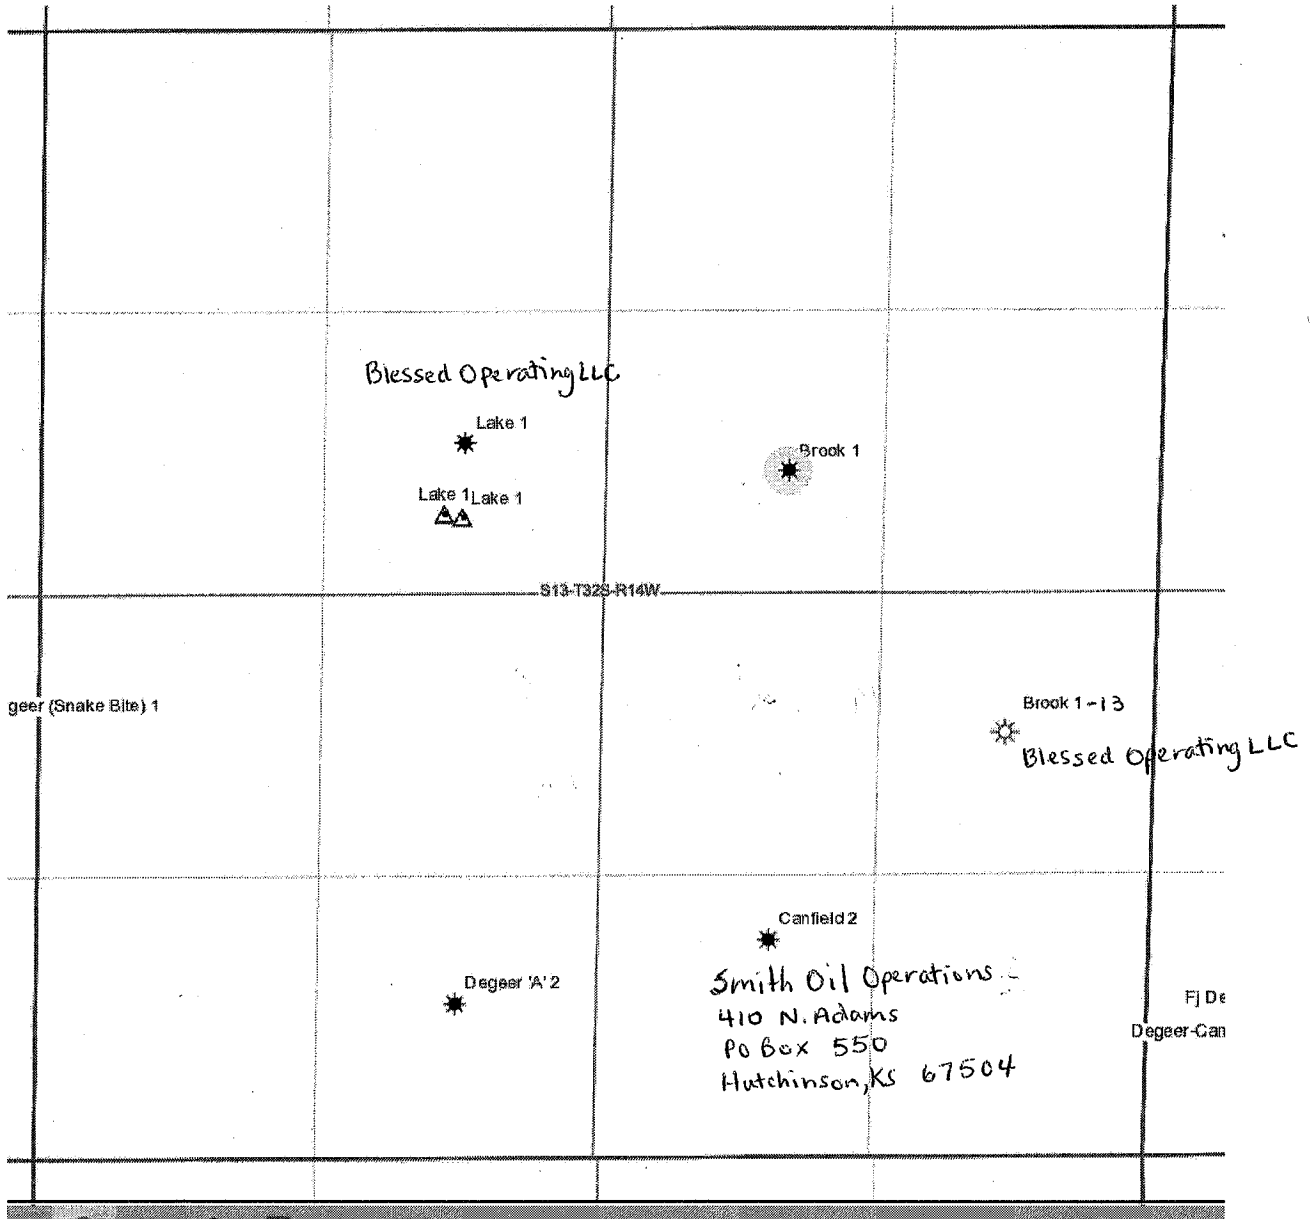 Blessed Operating LLC
Lake 1
Brook 1
Lake 1 Lake 1
S13-T32S-R14W
geer (Snake Bite) 1
Brook 1-13
Blessed Operating LLC
Canfield 2
Smith Oil Operations
410 N. Adams
Po Box 550
Hutchinson, KS 67504
Degeer 'A' 2
Fj De
Degeer-Can